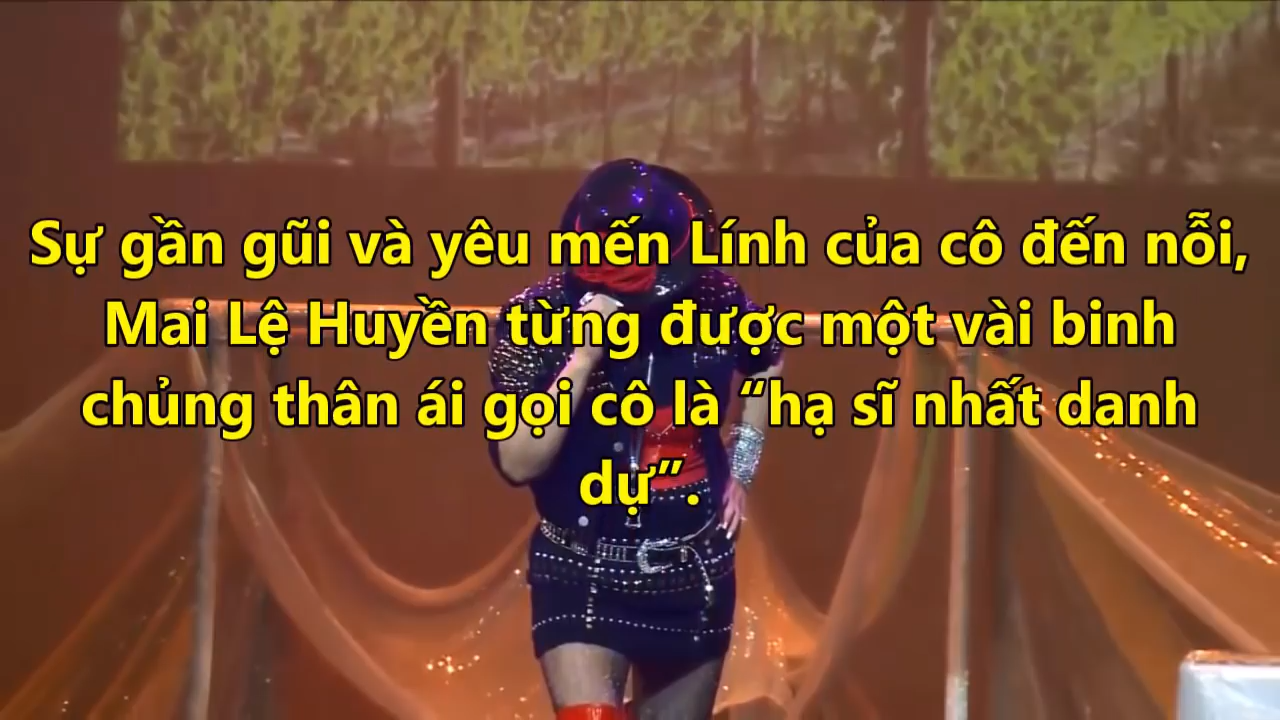 Sự gần gũi và yêu mến Lính của cô đến nỗi,
Mai Lệ Huyền từng được một vài binh
chủng thân ái gọi cô là “hạ sĩ nhất danh
dự”.